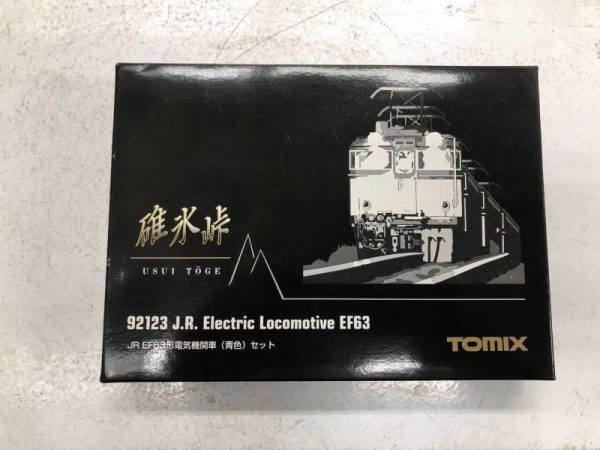 碓氷峠
USUI TŌGE
92123 J.R. Electric Locomotive EF63
JR EF63形電気機関車（青色）セット
TOMIX